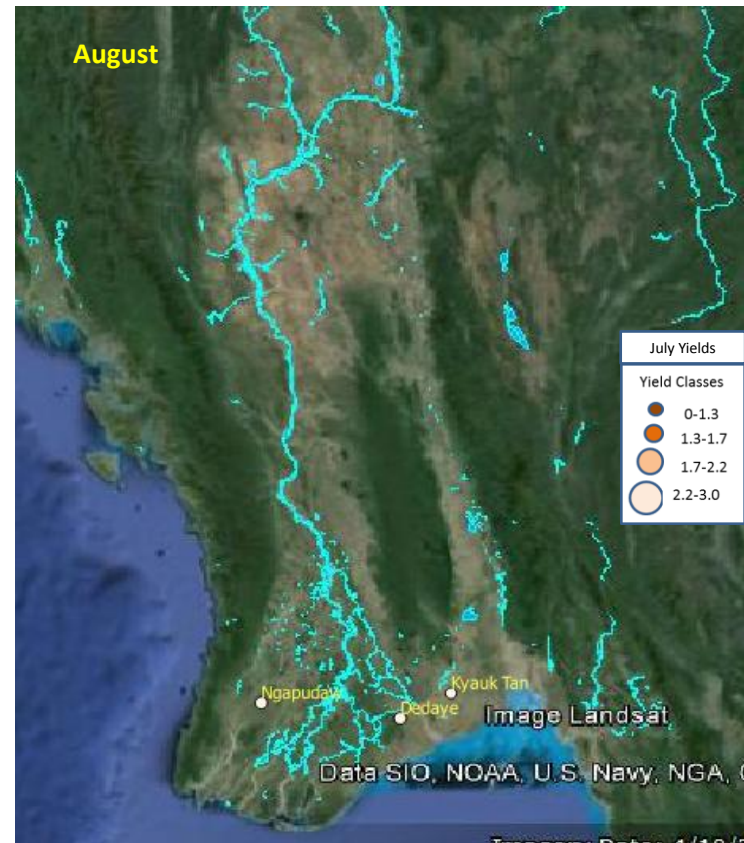 August
July Yields
Yield Classes
0-1.3
1.3-1.7
1.7-2.2
2.2-3.0
Ngapudaw
Kyauk Tan
Dedaye
Image Landsat
Data SIO, NOAA, U.S. Navy, NGA,